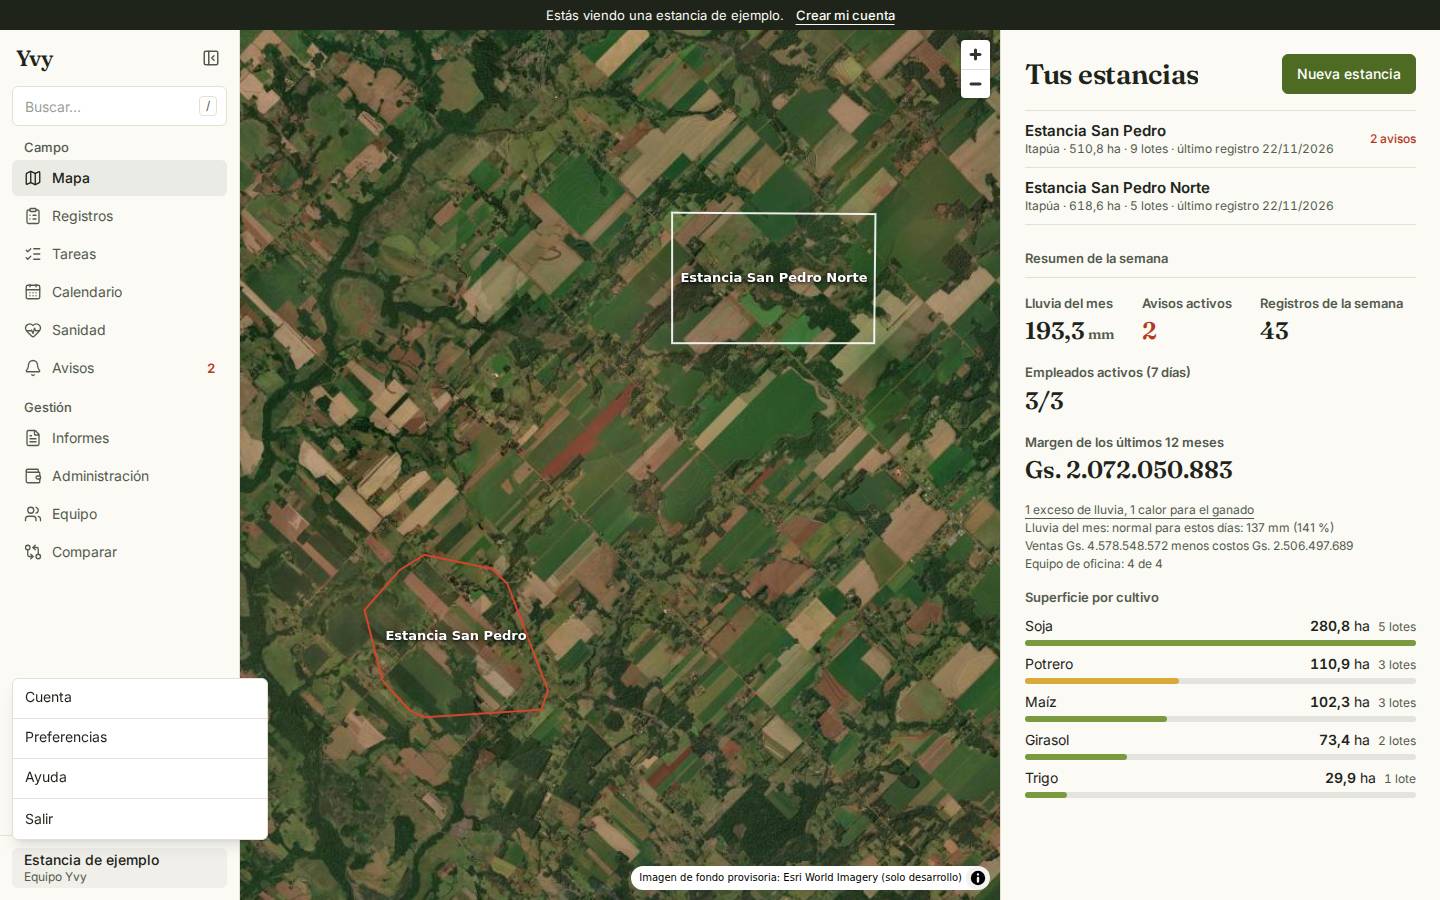 Estás viendo una estancia de ejemplo. Crear mi cuenta
Yvy
Buscar... /
Campo
Mapa
Registros
Tareas
Calendario
Sanidad
Avisos 2
Gestión
Informes
Administración
Equipo
Comparar
Cuenta
Preferencias
Ayuda
Salir
Estancia de ejemplo
Equipo Yvy
Estancia San Pedro Norte
Estancia San Pedro
Imagen de fondo provisoria: Esri World Imagery (solo desarrollo)
Tus estancias
Nueva estancia
Estancia San Pedro
Itapúa · 510,8 ha · 9 lotes · último registro 22/11/2026
2 avisos
Estancia San Pedro Norte
Itapúa · 618,6 ha · 5 lotes · último registro 22/11/2026
Resumen de la semana
Lluvia del mes Avisos activos Registros de la semana
193,3 mm 2 43
Empleados activos (7 días)
3/3
Margen de los últimos 12 meses
Gs. 2.072.050.883
1 exceso de lluvia, 1 calor para el ganado
Lluvia del mes: normal para estos días: 137 mm (141 %)
Ventas Gs. 4.578.548.572 menos costos Gs. 2.506.497.689
Equipo de oficina: 4 de 4
Superficie por cultivo
Soja 280,8 ha 5 lotes
Potrero 110,9 ha 3 lotes
Maíz 102,3 ha 3 lotes
Girasol 73,4 ha 2 lotes
Trigo 29,9 ha 1 lote